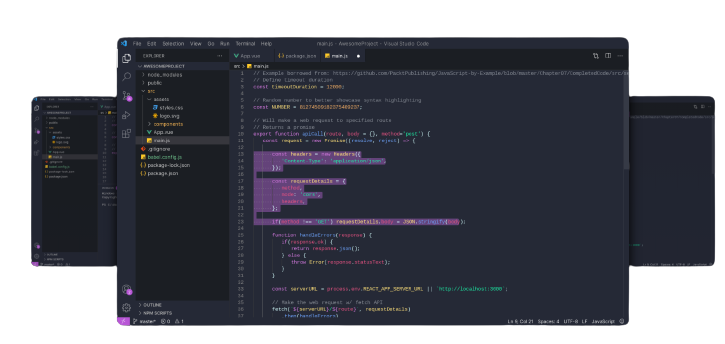 File Edit Selection View Go Run Terminal Help main.js - AwesomeProject - Visual Studio Code
EXPLORER
AWESOMEPROJECT
node_modules
public
src
assets
styles.css
logo.svg
components
App.vue
main.js
.gitignore
babel.config.js
package-lock.json
package.json
OUTLINE
NPM SCRIPTS
master* 0 1
App.vue package.json main.js
src > main.js
1 // Example borrowed from: https://github.com/PacktPublishing/JavaScript-by-Example/blob/master/Chapter07/CompletedCode/src/
2 // Define timeout duration
3 const timeoutDuration = 12000;
4
5 // Random number to better showcase syntax highlighting
6
7
8 // Will make a web request to specified route
9 // Returns a promise
10 export function apiCall(route, body = {}, method='post') {
11 const request = new Promise((resolve, reject) => {
12
13 const headers = new Headers({
14 'Content-Type': 'application/json',
15 });
16
17 const requestDetails = {
18 method,
19 mode: 'cors',
20 headers,
21 };
22
23 if(method !== 'GET') requestDetails.body = JSON.stringify(body);
24
25 function handleErrors(response) {
26 if(response.ok) {
27 return response.json();
28 } else {
29 throw Error(response.statusText);
30 }
31 }
32
33 const serverURL = process.env.REACT_APP_SERVER_URL || `http://localhost:3000`;
34
35 // Make the web request w/ fetch API
36 fetch(`${serverURL}/${route}`, requestDetails)
37 .then(handleErrors)
Ln 9, Col 21 Spaces: 4 UTF-8 LF JavaScript